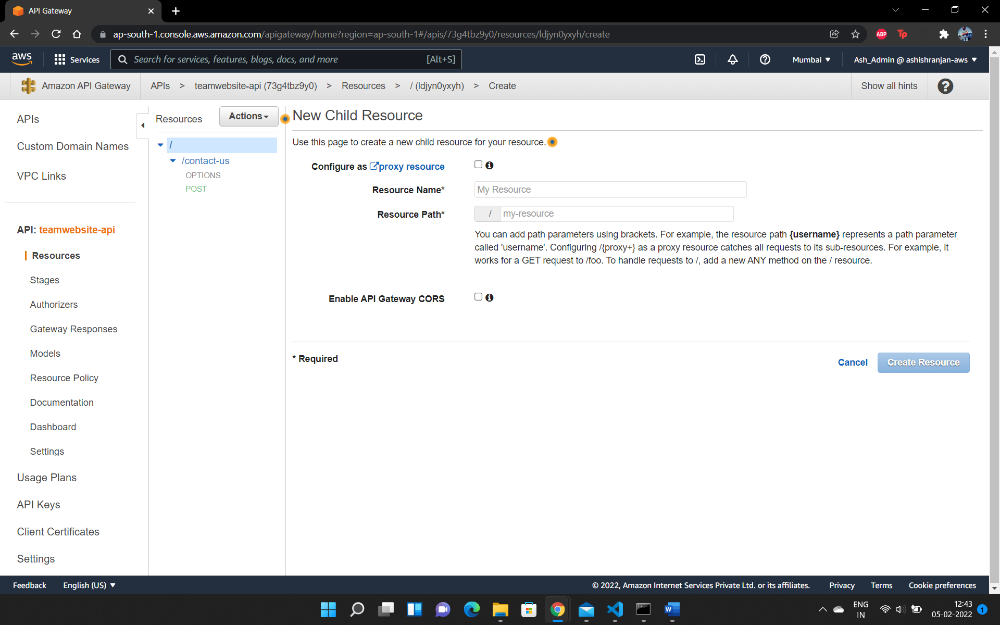 API Gateway
ap-south-1.console.aws.amazon.com/apigateway/home?region=ap-south-1#/apis/73g4tbz9y0/resources/ldjyn0yxyh/create
ABP
Tp
aws
Services
Search for services, features, blogs, docs, and more
[Alt+S]
Mumbai
Ash_Admin @ ashishranjan-aws
Amazon API Gateway
APIs > teamwebsite-api (73g4tbz9y0) > Resources > / (ldjyn0yxyh) > Create
Show all hints
APIs
Custom Domain Names
VPC Links
API: teamwebsite-api
Resources
Stages
Authorizers
Gateway Responses
Models
Resource Policy
Documentation
Dashboard
Settings
Usage Plans
API Keys
Client Certificates
Settings
Resources
Actions
/
/contact-us
OPTIONS
POST
New Child Resource
Use this page to create a new child resource for your resource.
Configure as proxy resource
Resource Name*
My Resource
Resource Path*
/ my-resource
You can add path parameters using brackets. For example, the resource path {username} represents a path parameter
called 'username'. Configuring /{proxy+} as a proxy resource catches all requests to its sub-resources. For example, it
works for a GET request to /foo. To handle requests to /, add a new ANY method on the / resource.
Enable API Gateway CORS
* Required
Cancel
Create Resource
Feedback
English (US)
© 2022, Amazon Internet Services Private Ltd. or its affiliates.
Privacy
Terms
Cookie preferences
ENG
IN
12:43
05-02-2022
1